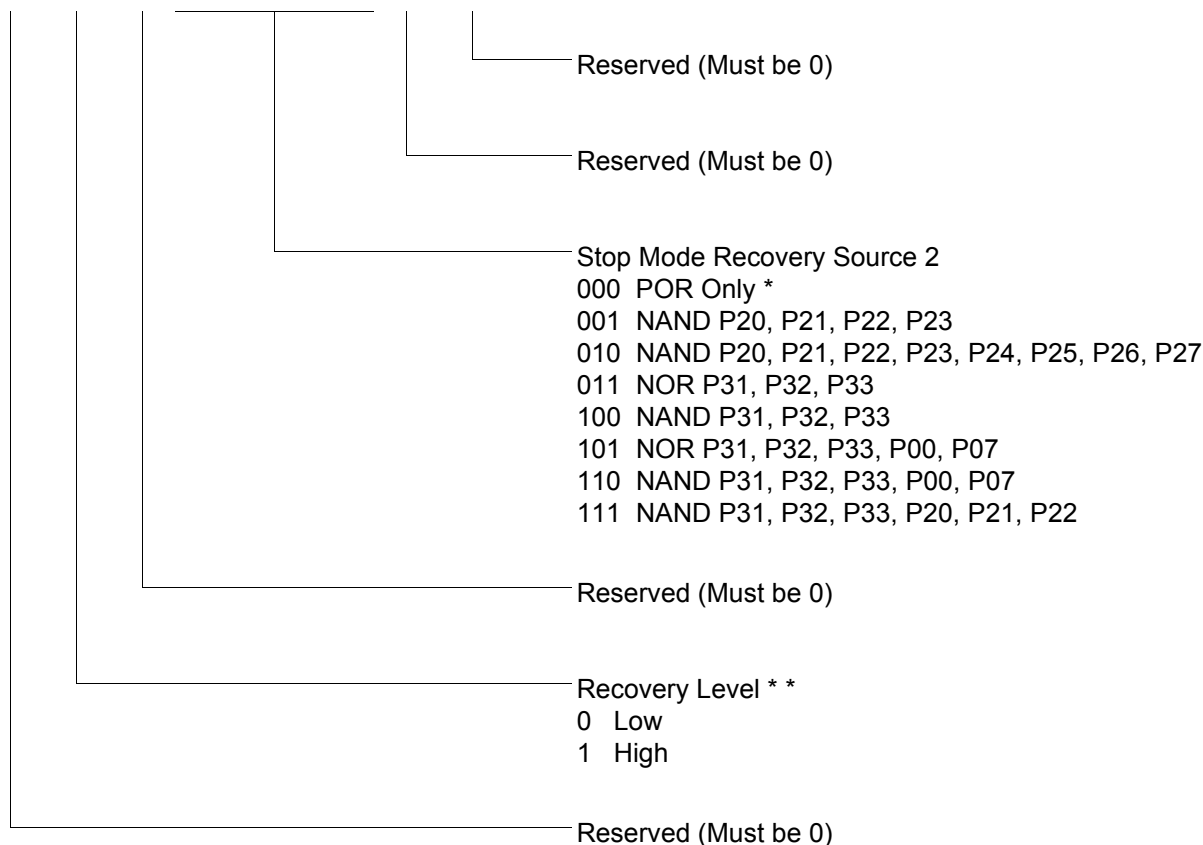 Reserved (Must be 0)
Reserved (Must be 0)
Stop Mode Recovery Source 2
000 POR Only *
001 NAND P20, P21, P22, P23
010 NAND P20, P21, P22, P23, P24, P25, P26, P27
011 NOR P31, P32, P33
100 NAND P31, P32, P33
101 NOR P31, P32, P33, P00, P07
110 NAND P31, P32, P33, P00, P07
111 NAND P31, P32, P33, P20, P21, P22
Reserved (Must be 0)
Recovery Level * *
0 Low
1 High
Reserved (Must be 0)